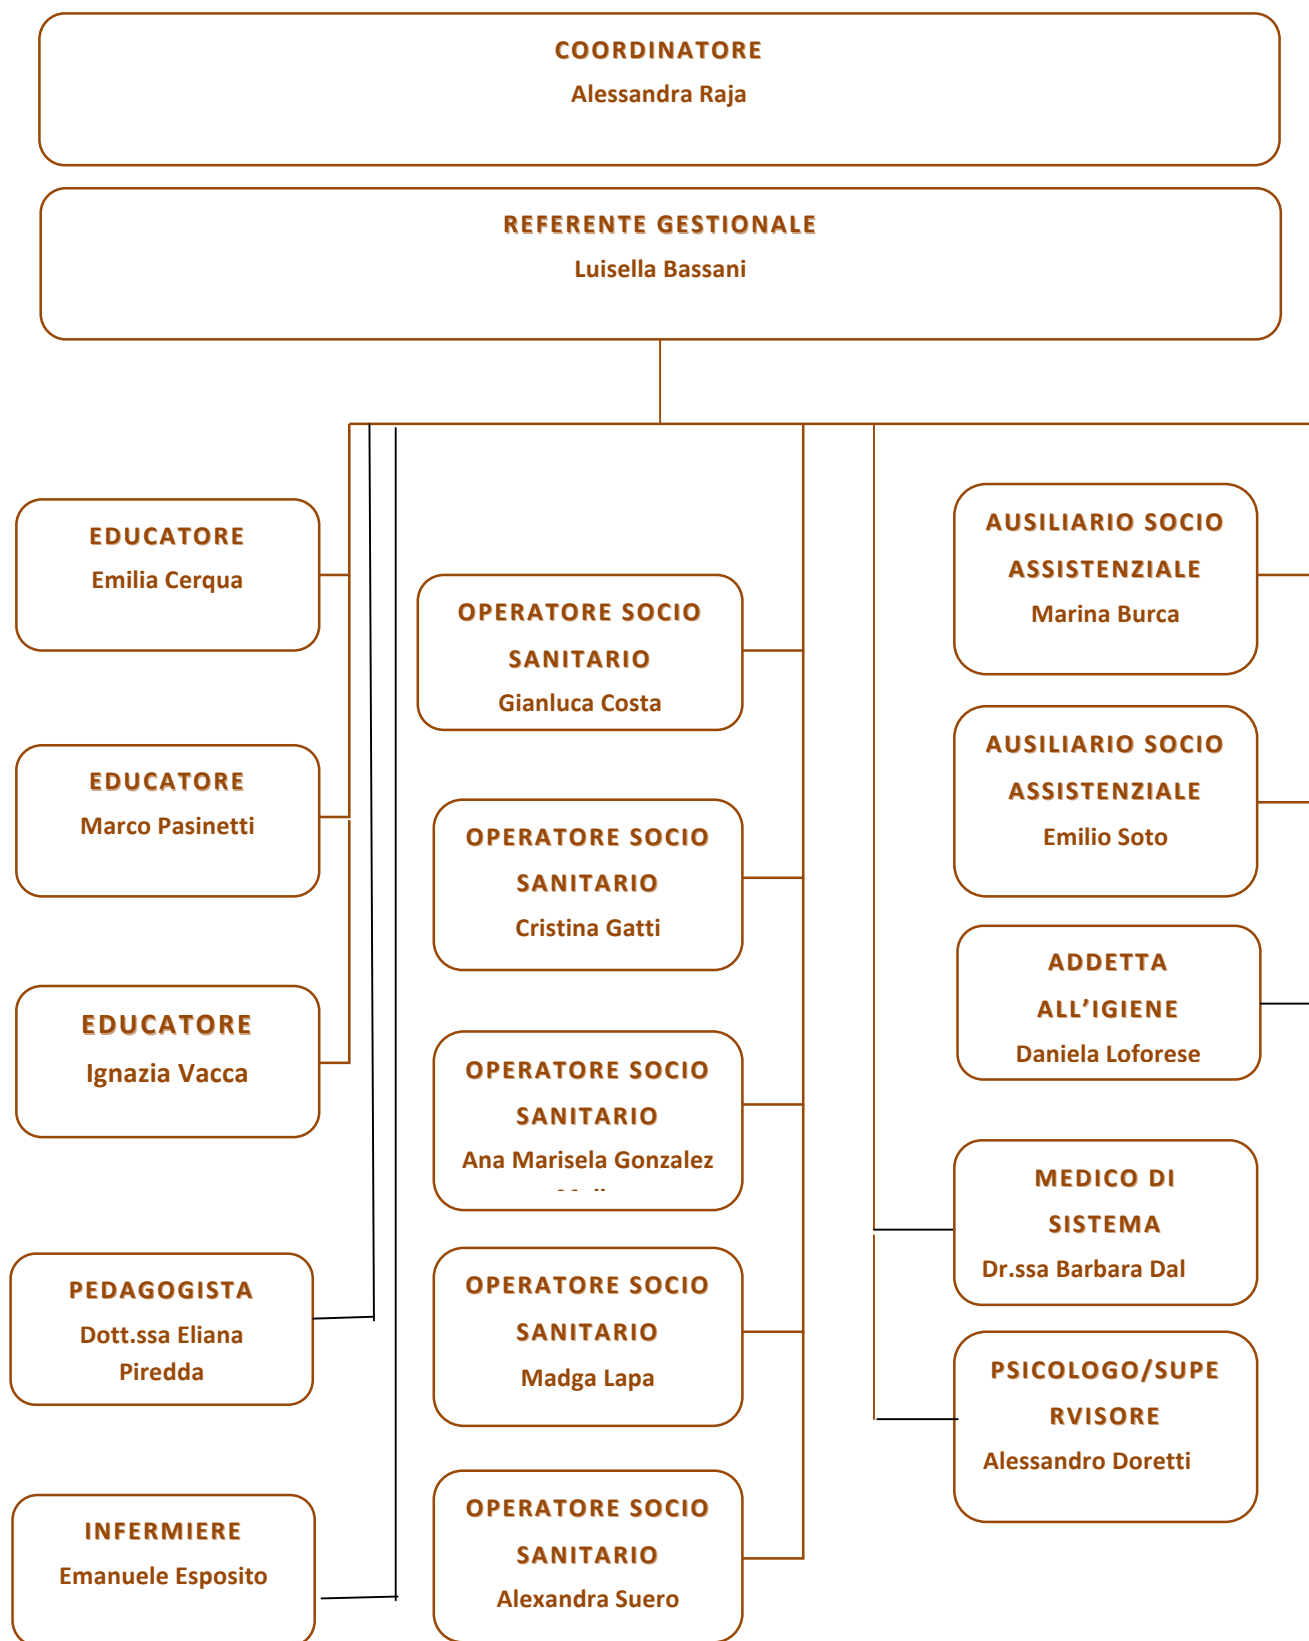 COORDINATORE
Alessandra Raja
REFERENTE GESTIONALE
Luisella Bassani
EDUCATORE
Emilia Cerqua
EDUCATORE
Marco Pasinetti
EDUCATORE
Ignazia Vacca
PEDAGOGISTA
Dott.ssa Eliana
Piredda
INFERMIERE
Emanuele Esposito
OPERATORE SOCIO
SANITARIO
Gianluca Costa
OPERATORE SOCIO
SANITARIO
Cristina Gatti
OPERATORE SOCIO
SANITARIO
Ana Marisela Gonzalez
OPERATORE SOCIO
SANITARIO
Madga Lapa
OPERATORE SOCIO
SANITARIO
Alexandra Suero
AUSILIARIO SOCIO
ASSISTENZIALE
Marina Burca
AUSILIARIO SOCIO
ASSISTENZIALE
Emilio Soto
ADDETTA
ALL’IGIENE
Daniela Loforese
MEDICO DI
SISTEMA
Dr.ssa Barbara Dal
PSICOLOGO/SUPE
RVISORE
Alessandro Doretti